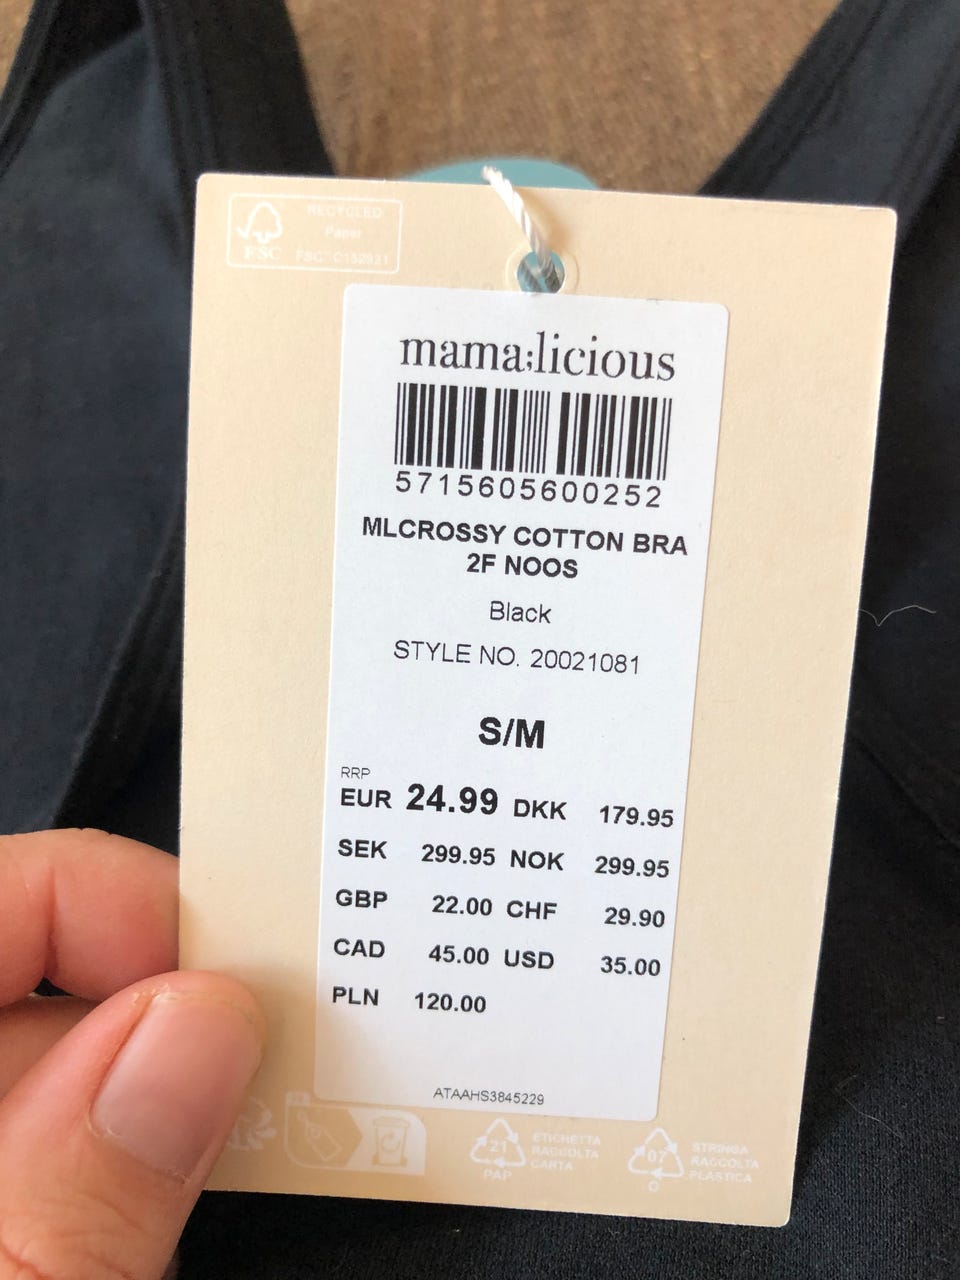 RECYCLED
Paper
FSC
FSC® C152921
mama;licious
5715605600252
MLCROSSY COTTON BRA
2F NOOS
Black
STYLE NO. 20021081
S/M
RRP
EUR 24.99 DKK 179.95
SEK 299.95 NOK 299.95
GBP 22.00 CHF 29.90
CAD 45.00 USD 35.00
PLN 120.00
ATAAHS3845229
21
PAP
ETICHETTA
RACCOLTA
CARTA
07
O
STRINGA
RACCOLTA
PLASTICA